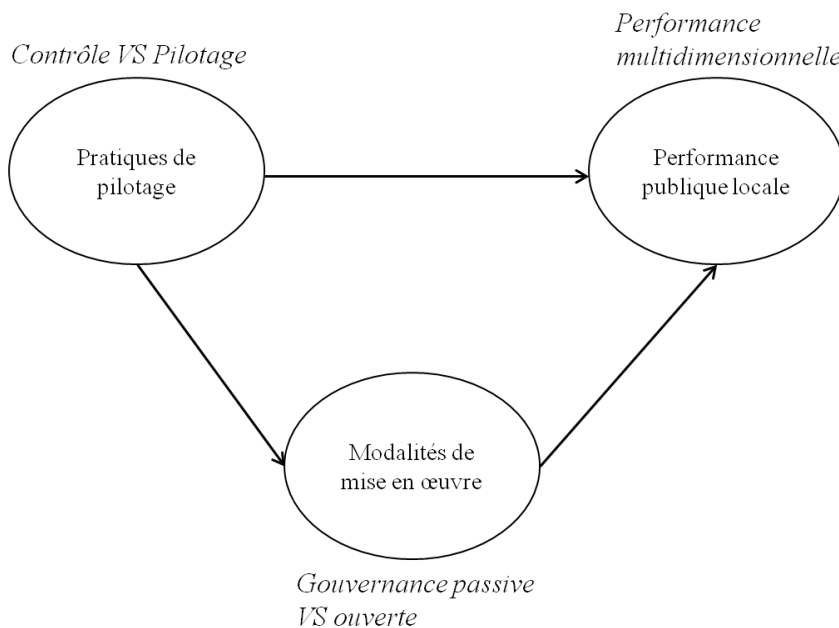 Contrôle VS Pilotage
Performance
multidimensionnelle
Pratiques de
pilotage
Performance
publique locale
Modalités de
mise en œuvre
Gouvernance passive
VS ouverte